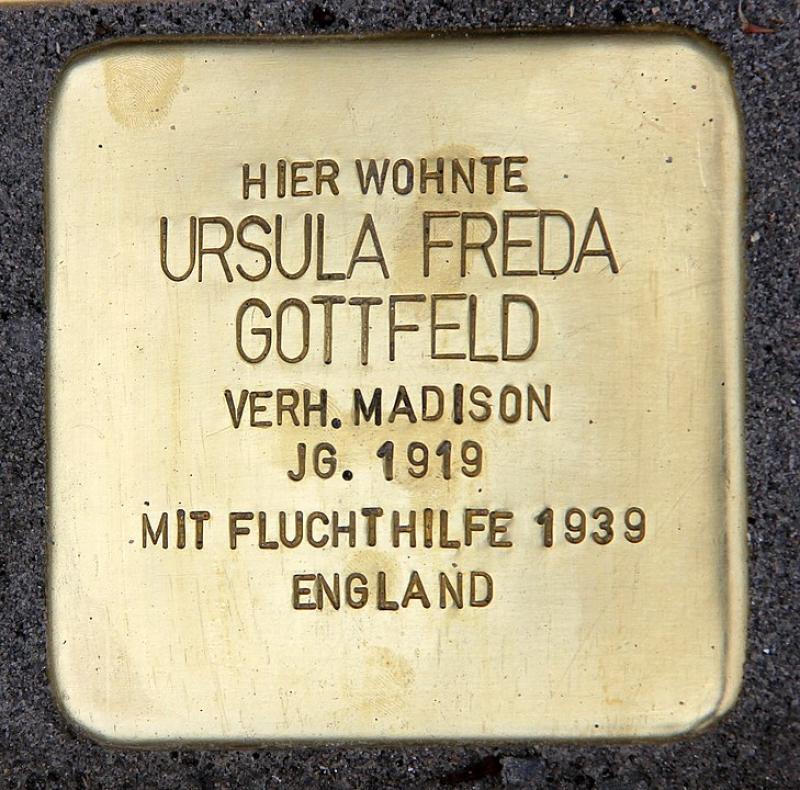 HIER WOHNTE
URSULA FREDA
GOTTFELD
VERH. MADISON
JG. 1919
MIT FLUCHTHILFE 1939
ENGLAND